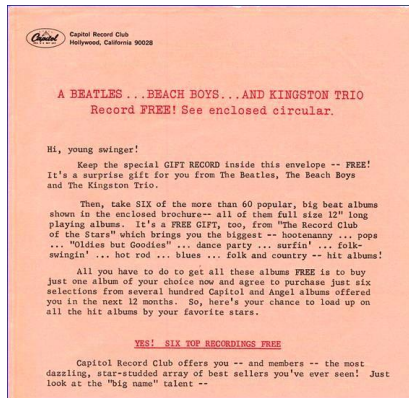 Capitol
Capitol Record Club
Hollywood, California 90028
A BEATLES...BEACH BOYS...AND KINGSTON TRIO
Record FREE! See enclosed circular.
Hi, young swinger!
Keep the special GIFT RECORD inside this envelope -- FREE!
It's a surprise gift for you from The Beatles, The Beach Boys
and The Kingston Trio.
Then, take SIX of the more than 60 popular, big beat albums
shown in the enclosed brochure-- all of them full size 12" long
playing albums. It's a FREE GIFT, too, from "The Record Club
of the Stars" which brings you the biggest -- hootenanny ... pops
... "Oldies but Goodies" ... dance party ... surfin' ... folk-
swingin' ... hot rod ... blues ... folk and country -- hit albums!
All you have to do to get all these albums FREE is to buy
just one album of your choice now and agree to purchase just six
selections from several hundred Capitol and Angel albums offered
you in the next 12 months. So, here's your chance to load up on
all the hit albums by your favorite stars.
YES! SIX TOP RECORDINGS FREE
Capitol Record Club offers you -- and members -- the most
dazzling, star-studded array of best sellers you've ever seen! Just
look at the "big name" talent --